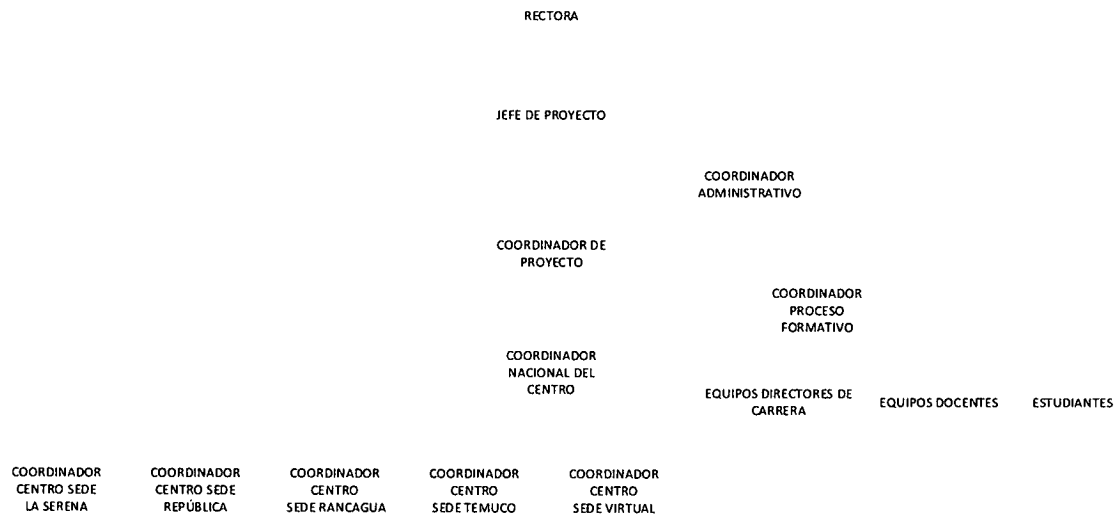 RECTORA
JEFE DE PROYECTO
COORDINADOR
ADMINISTRATIVO
COORDINADOR DE
PROYECTO
COORDINADOR
PROCESO
FORMATIVO
COORDINADOR
NACIONAL DEL
CENTRO
EQUIPOS DIRECTORES DE
CARRERA
EQUIPOS DOCENTES
ESTUDIANTES
COORDINADOR
CENTRO SEDE
LA SERENA
COORDINADOR
CENTRO SEDE
REPÚBLICA
COORDINADOR
CENTRO
SEDE RANCAGUA
COORDINADOR
CENTRO
SEDE TEMUCO
COORDINADOR
CENTRO
SEDE VIRTUAL